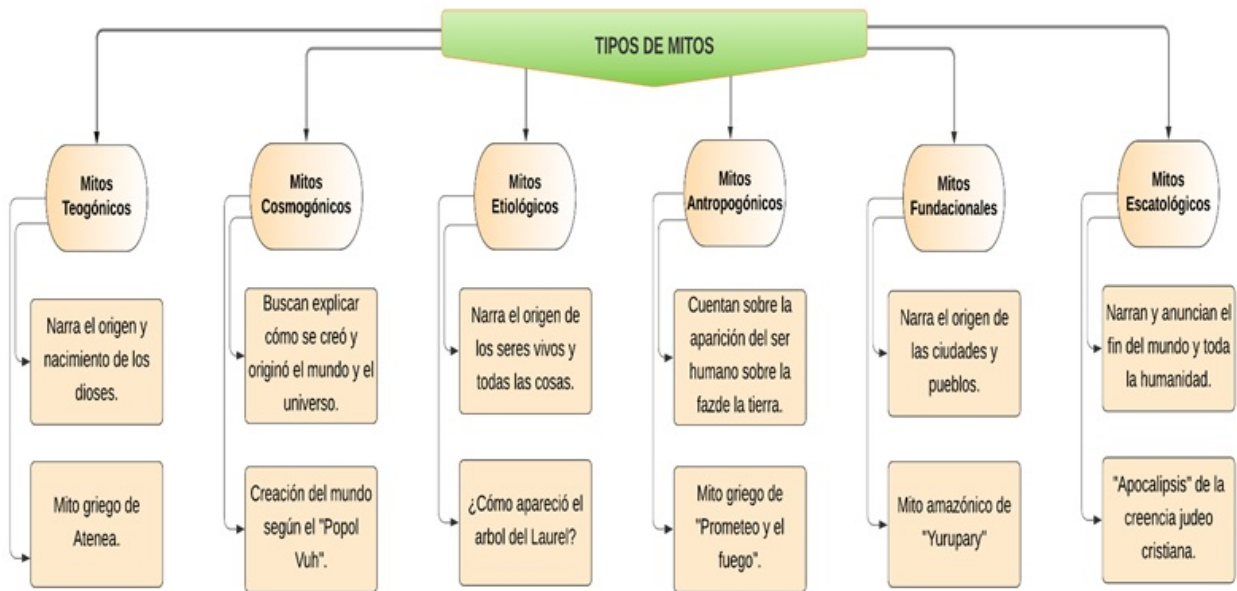 TIPOS DE MITOS
Mitos
Teogónicos
Narra el origen y
nacimiento de los
dioses.
Mito griego de
Atenea.
Mitos
Cosmogónicos
Buscan explicar
cómo se creó y
originó el mundo y el
universo.
Creación del mundo
según el "Popol
Vuh".
Mitos
Etiológicos
Narra el origen de
los seres vivos y
todas las cosas.
¿Cómo apareció el
arbol del Laurel?
Mitos
Antropogónicos
Cuentan sobre la
aparición del ser
humano sobre la
fazde la tierra.
Mito griego de
"Prometeo y el
fuego".
Mitos
Fundacionales
Narra el origen de
las ciudades y
pueblos.
Mito amazónico de
"Yurupary"
Mitos
Escatológicos
Narran y anuncian el
fin del mundo y toda
la humanidad.
"Apocalipsis" de la
creencia judeo
cristiana.